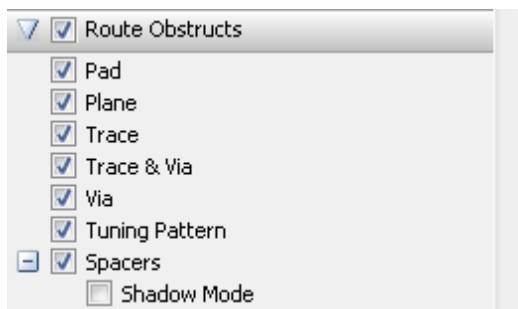 Route Obstructs
Pad
Plane
Trace
Trace & Via
Via
Tuning Pattern
Spacers
Shadow Mode